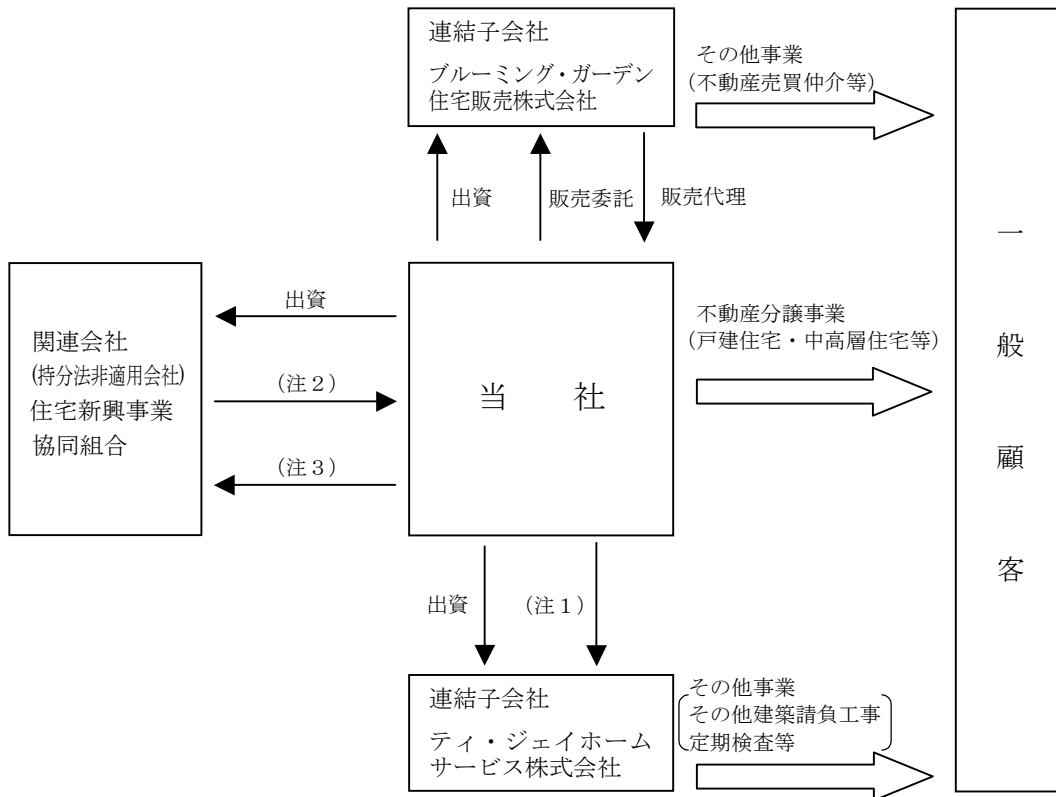 連結子会社
ブルーミング・ガーデン
住宅販売株式会社
その他事業
(不動産売買仲介等)
出資
販売委託
販売代理
関連会社
(持分法非適用会社)
住宅新興事業
協同組合
出資
(注2)
(注3)
当 社
不動産分譲事業
(戸建住宅・中高層住宅等)
一般顧客
出資
(注1)
連結子会社
ティ・ジェイホーム
サービス株式会社
その他事業
その他建築請負工事
定期検査等